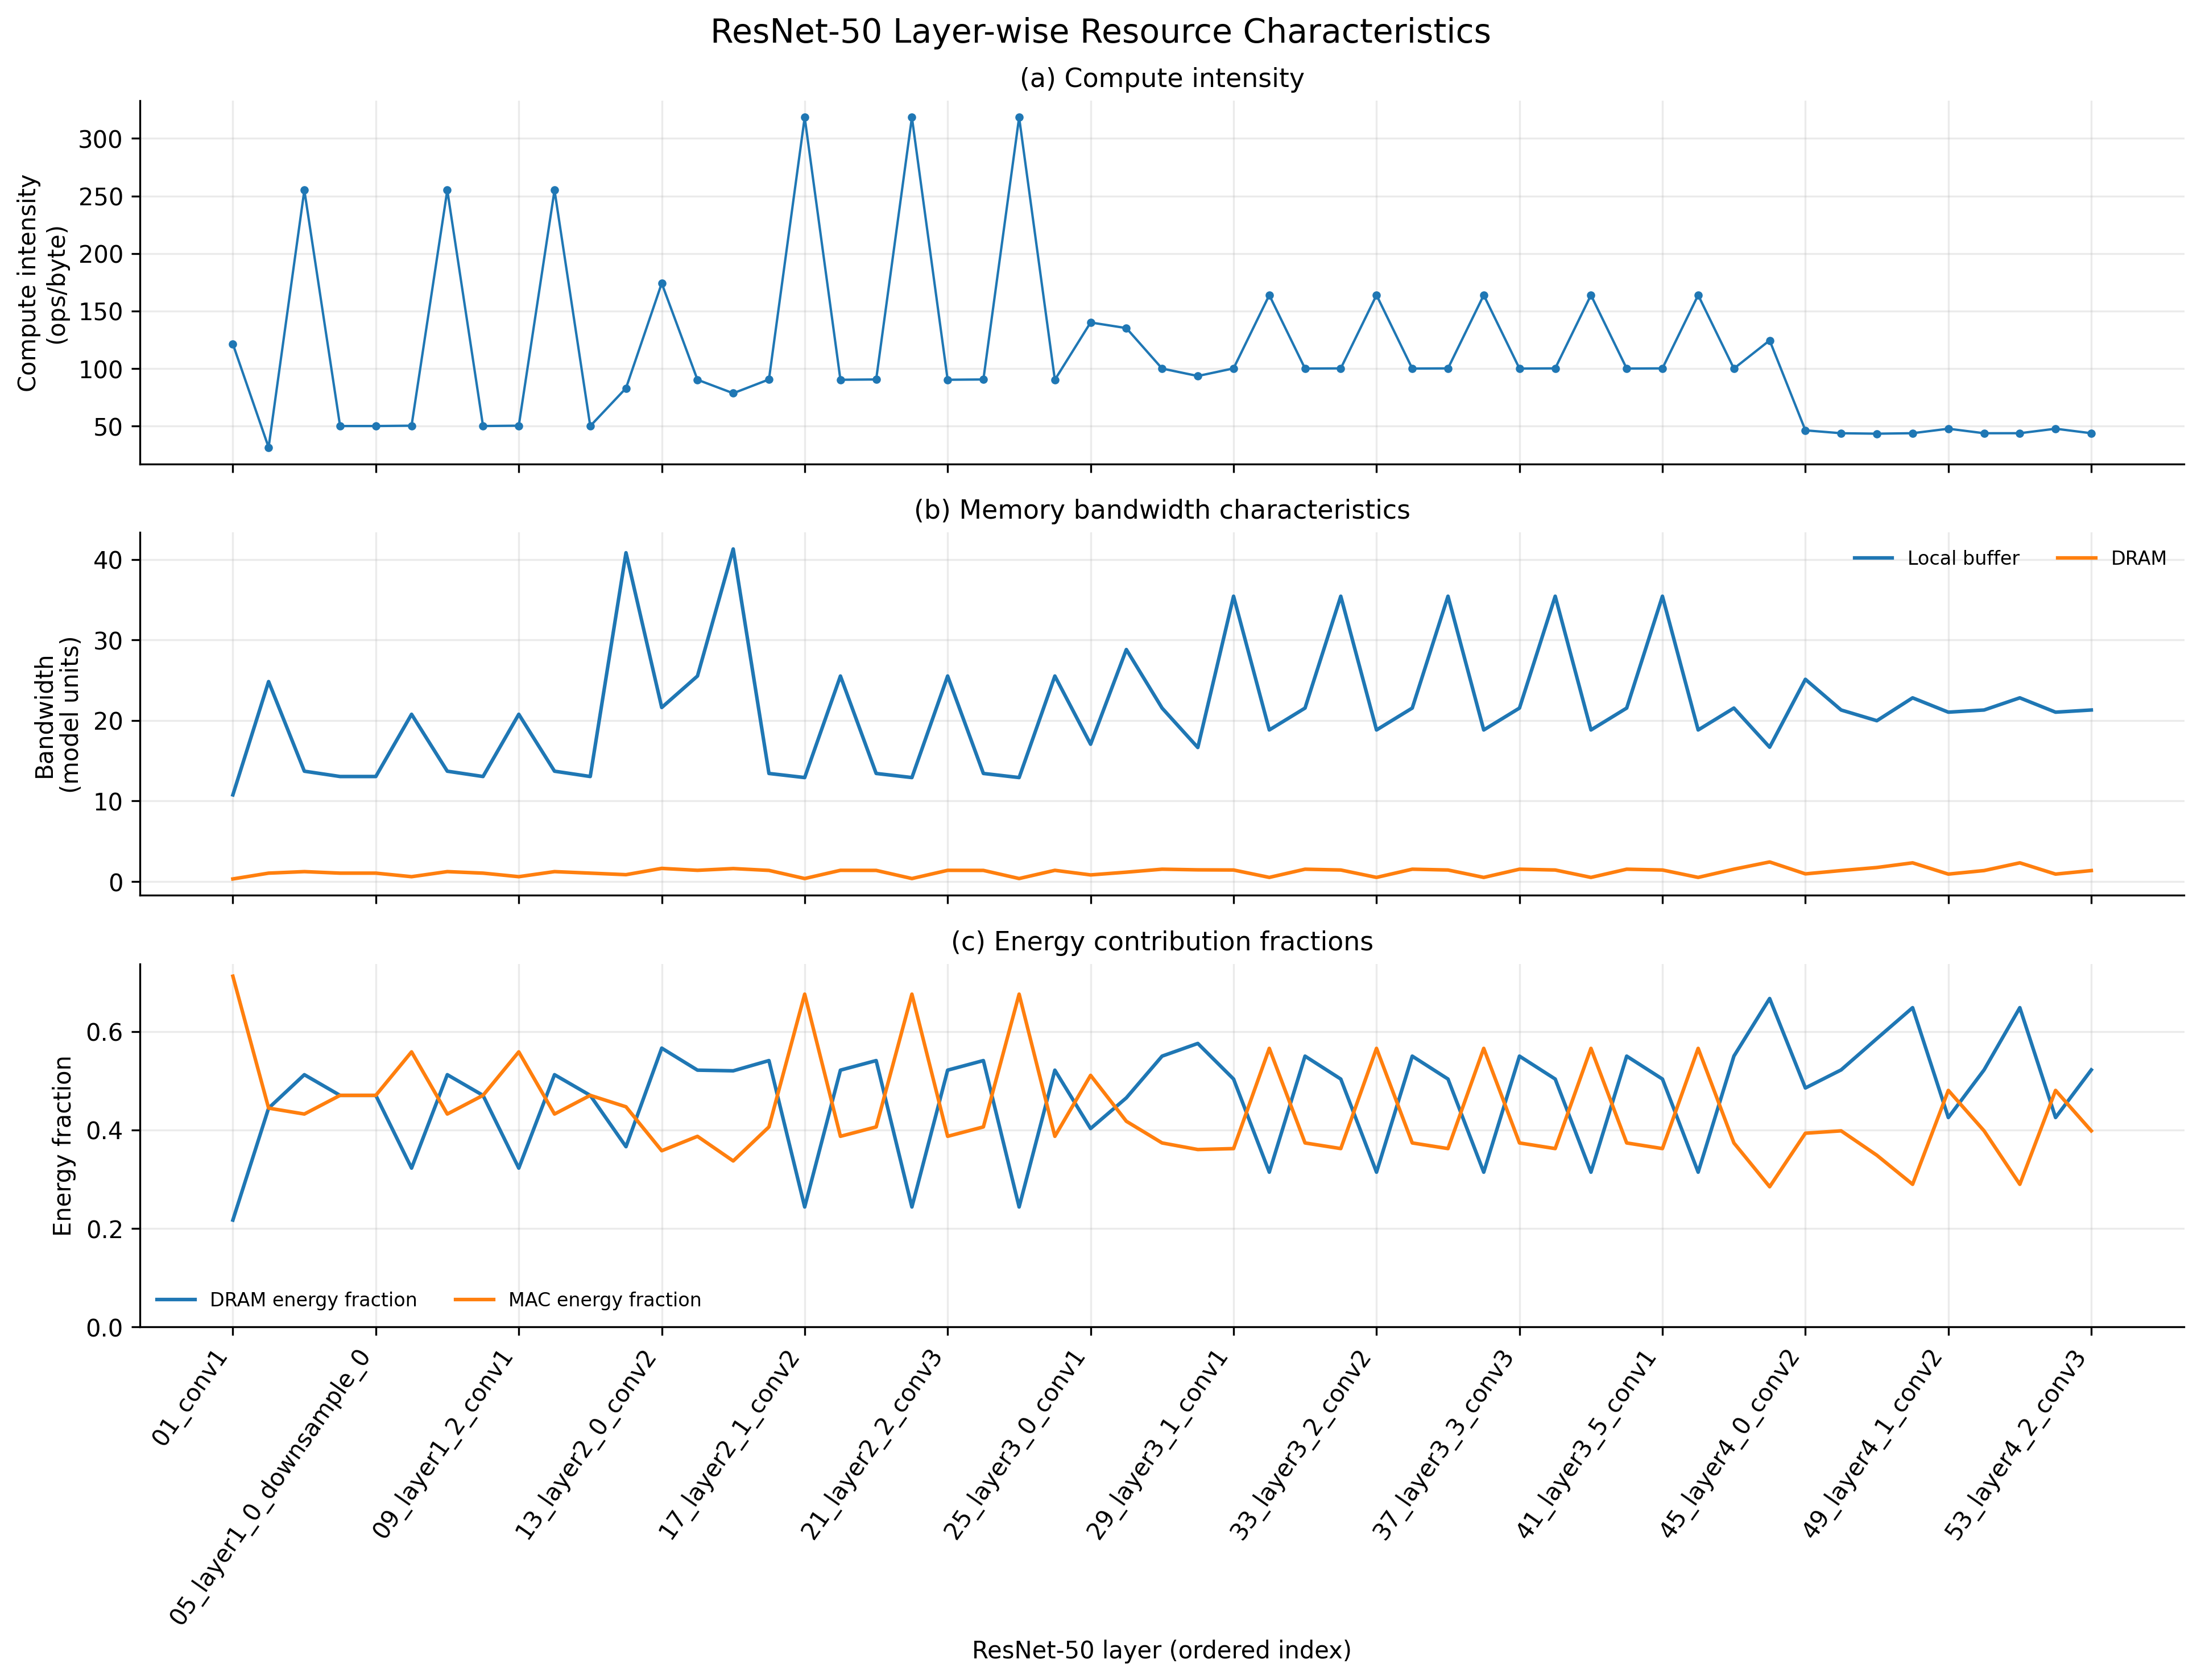 ResNet-50 Layer-wise Resource Characteristics
(a) Compute intensity
Compute intensity
(ops/byte)
300
250
200
150
100
50
(b) Memory bandwidth characteristics
Bandwidth
(model units)
40
30
20
10
0
Local buffer
DRAM
(c) Energy contribution fractions
Energy fraction
0.6
0.4
0.2
0.0
DRAM energy fraction
MAC energy fraction
01_conv1
05_layer1_0_downsample_0
09_layer1_2_conv1
13_layer2_0_conv2
17_layer2_1_conv2
21_layer2_2_conv3
25_layer3_0_conv1
29_layer3_1_conv1
33_layer3_2_conv2
37_layer3_3_conv3
41_layer3_5_conv1
45_layer4_0_conv2
49_layer4_1_conv2
53_layer4_2_conv3
ResNet-50 layer (ordered index)